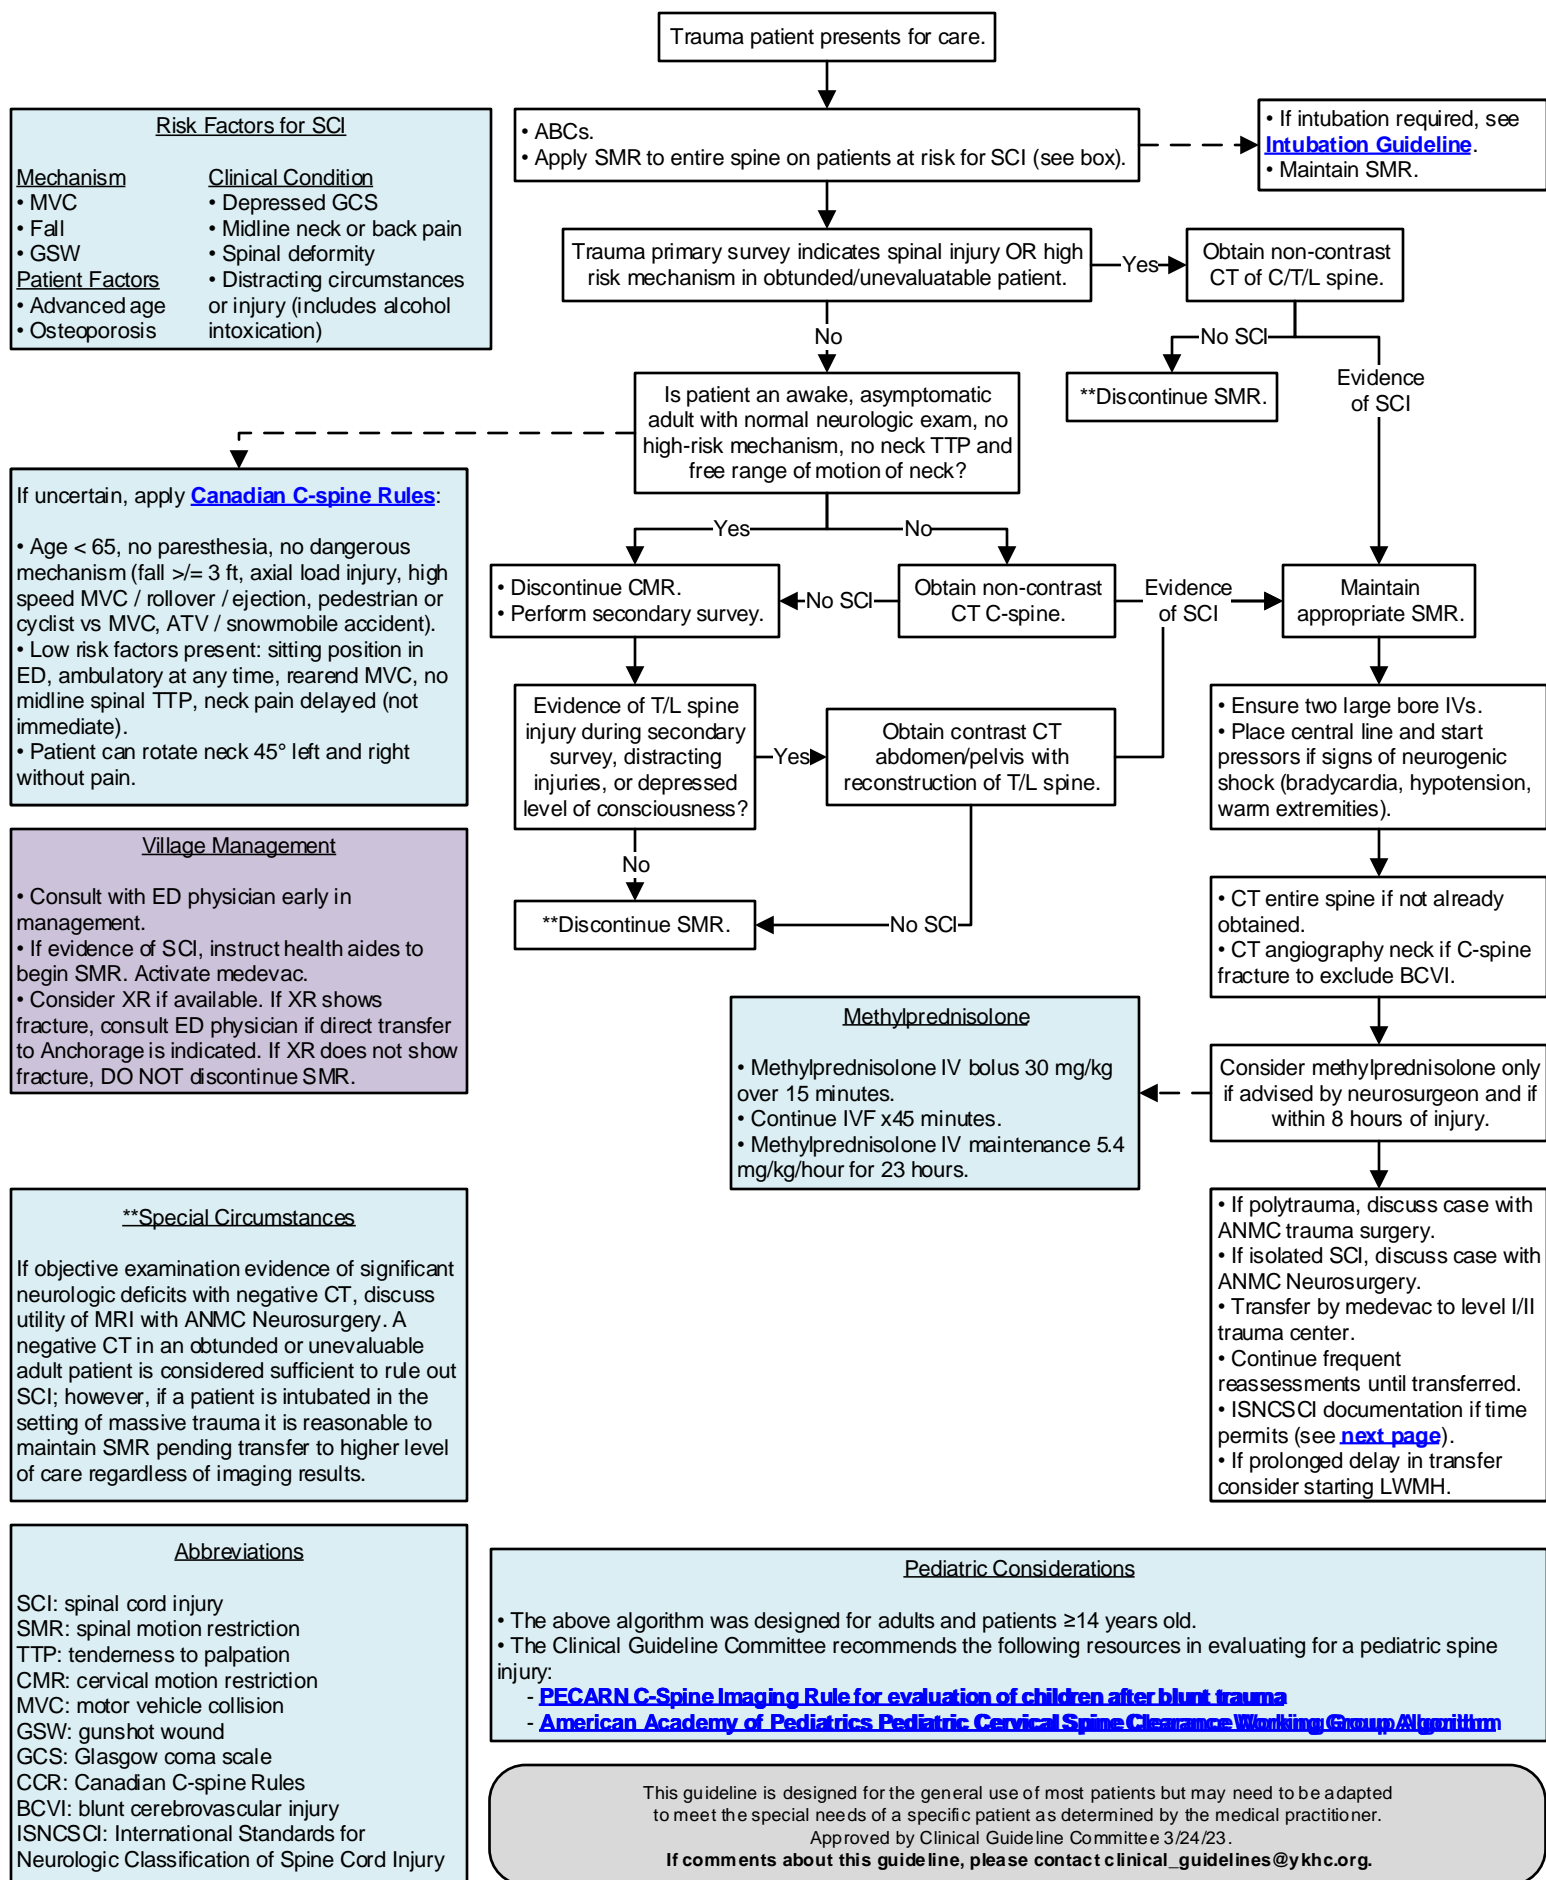 Trauma patient presents for care.
Risk Factors for SCI
Mechanism
• MVC
• Fall
• GSW
Patient Factors
• Advanced age
• Osteoporosis
Clinical Condition
• Depressed GCS
• Midline neck or back pain
• Spinal deformity
• Distracting circumstances
or injury (includes alcohol
intoxication)
• ABCs.
• Apply SMR to entire spine on patients at risk for SCI (see box).
• If intubation required, see
Intubation Guideline.
• Maintain SMR.
Trauma primary survey indicates spinal injury OR high
risk mechanism in obtunded/unevaluatable patient.
Yes
Obtain non-contrast
CT of C/T/L spine.
No
No SCI
**Discontinue SMR.
Evidence
of SCI
Is patient an awake, asymptomatic
adult with normal neurologic exam, no
high-risk mechanism, no neck TTP and
free range of motion of neck?
If uncertain, apply Canadian C-spine Rules:
• Age < 65, no paresthesia, no dangerous
mechanism (fall >/= 3 ft, axial load injury, high
speed MVC / rollover / ejection, pedestrian or
cyclist vs MVC, ATV / snowmobile accident).
• Low risk factors present: sitting position in
ED, ambulatory at any time, rearend MVC, no
midline spinal TTP, neck pain delayed (not
immediate).
• Patient can rotate neck 45° left and right
without pain.
Yes
No
• Discontinue CMR.
• Perform secondary survey.
No SCI
Obtain non-contrast
CT C-spine.
Evidence
of SCI
Maintain
appropriate SMR.
Evidence of T/L spine
injury during secondary
survey, distracting
injuries, or depressed
level of consciousness?
Yes
Obtain contrast CT
abdomen/pelvis with
reconstruction of T/L spine.
• Ensure two large bore IVs.
• Place central line and start
pressors if signs of neurogenic
shock (bradycardia, hypotension,
warm extremities).
No
**Discontinue SMR.
No SCI
Village Management
• Consult with ED physician early in
management.
• If evidence of SCI, instruct health aides to
begin SMR. Activate medevac.
• Consider XR if available. If XR shows
fracture, consult ED physician if direct transfer
to Anchorage is indicated. If XR does not show
fracture, DO NOT discontinue SMR.
• CT entire spine if not already
obtained.
• CT angiography neck if C-spine
fracture to exclude BCVI.
Methylprednisolone
• Methylprednisolone IV bolus 30 mg/kg
over 15 minutes.
• Continue IVF x45 minutes.
• Methylprednisolone IV maintenance 5.4
mg/kg/hour for 23 hours.
Consider methylprednisolone only
if advised by neurosurgeon and if
within 8 hours of injury.
**Special Circumstances
If objective examination evidence of significant
neurologic deficits with negative CT, discuss
utility of MRI with ANMC Neurosurgery. A
negative CT in an obtunded or unevaluable
adult patient is considered sufficient to rule out
SCI; however, if a patient is intubated in the
setting of massive trauma it is reasonable to
maintain SMR pending transfer to higher level
of care regardless of imaging results.
• If polytrauma, discuss case with
ANMC trauma surgery.
• If isolated SCI, discuss case with
ANMC Neurosurgery.
• Transfer by medevac to level I/II
trauma center.
• Continue frequent
reassessments until transferred.
• ISNCSCI documentation if time
permits (see next page).
• If prolonged delay in transfer
consider starting LWMH.
Abbreviations
SCI: spinal cord injury
SMR: spinal motion restriction
TTP: tenderness to palpation
CMR: cervical motion restriction
MVC: motor vehicle collision
GSW: gunshot wound
GCS: Glasgow coma scale
CCR: Canadian C-spine Rules
BCVI: blunt cerebrovascular injury
ISNCSCI: International Standards for
Neurologic Classification of Spine Cord Injury
Pediatric Considerations
• The above algorithm was designed for adults and patients ≥14 years old.
• The Clinical Guideline Committee recommends the following resources in evaluating for a pediatric spine
injury:
- PECARN C-Spine Imaging Rule for evaluation of children after blunt trauma
- American Academy of Pediatrics Pediatric Cervical Spine Clearance Working Group Algorithm
This guideline is designed for the general use of most patients but may need to be adapted
to meet the special needs of a specific patient as determined by the medical practitioner.
Approved by Clinical Guideline Committee 3/24/23.
If comments about this guideline, please contact clinical_guidelines@ykhc.org.